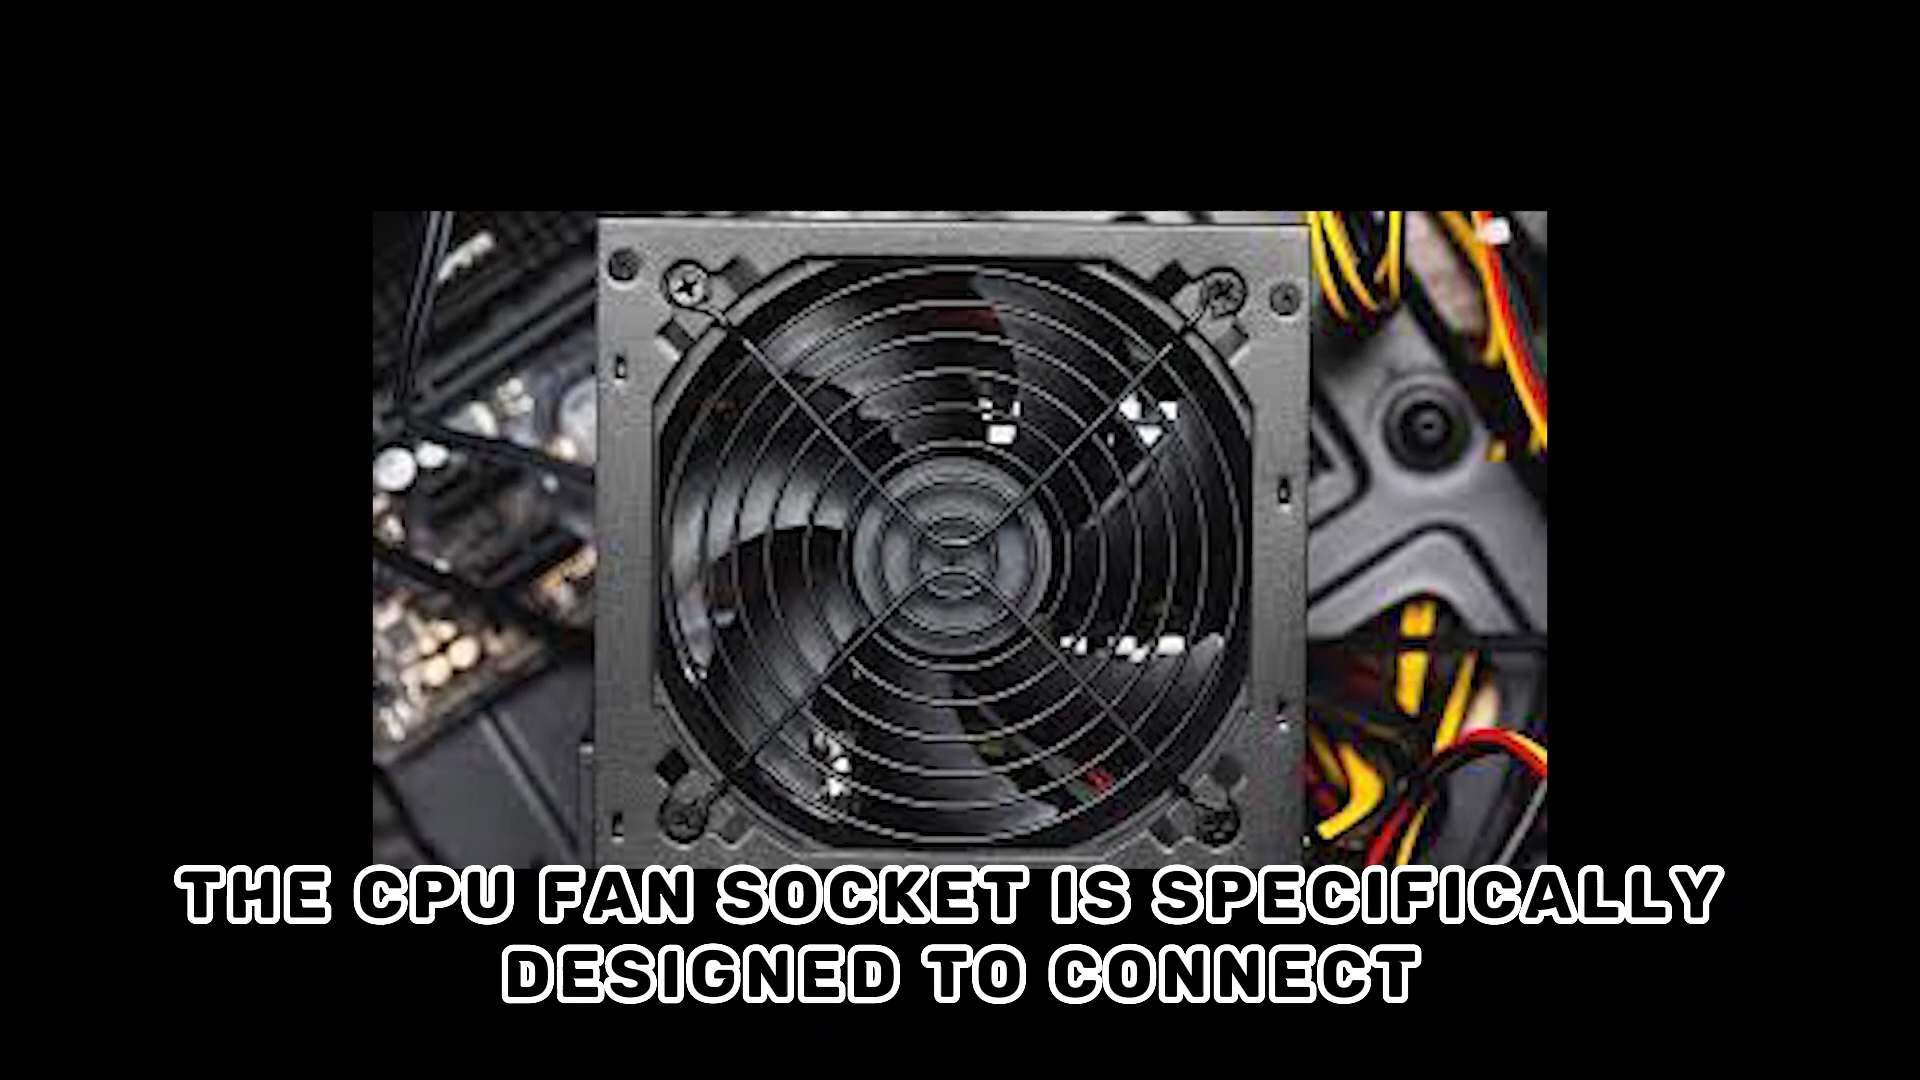 THE CPU FAN SOCKET IS SPECIFICALLY
DESIGNED TO CONNECT